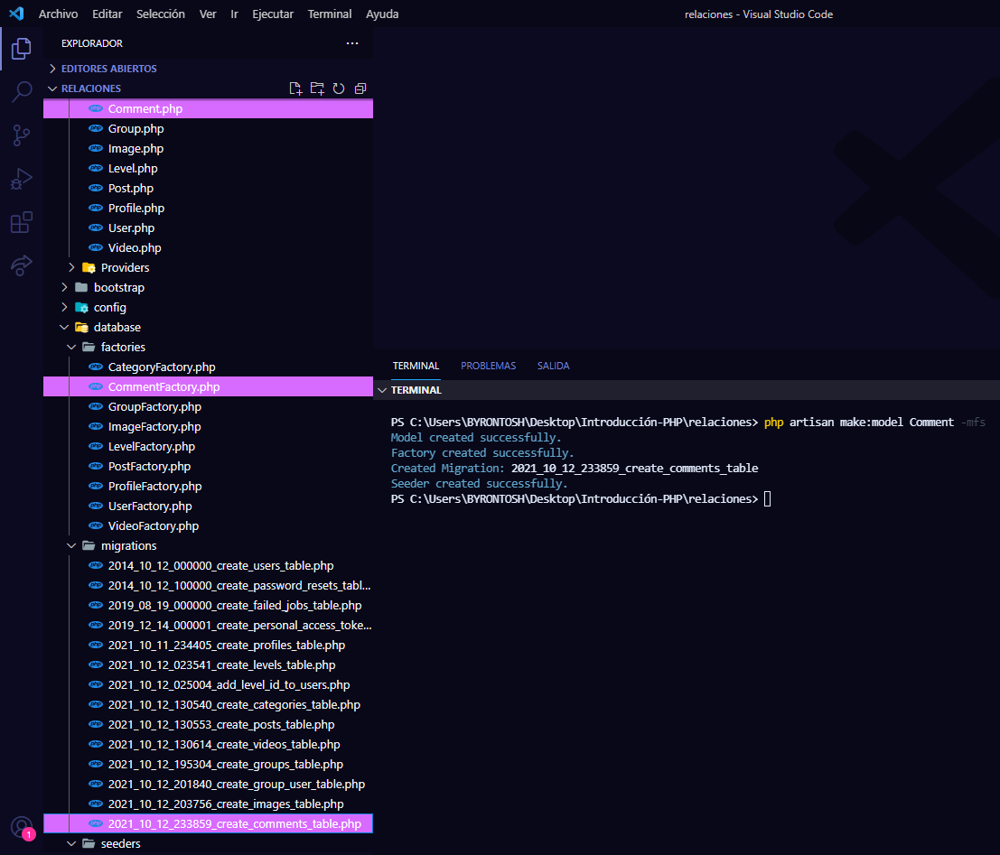 Archivo Editar Selección Ver Ir Ejecutar Terminal Ayuda relaciones - Visual Studio Code
EXPLORADOR
EDITORES ABIERTOS
RELACIONES
Comment.php
Group.php
Image.php
Level.php
Post.php
Profile.php
User.php
Video.php
Providers
bootstrap
config
database
factories
CategoryFactory.php
CommentFactory.php
GroupFactory.php
ImageFactory.php
LevelFactory.php
PostFactory.php
ProfileFactory.php
UserFactory.php
VideoFactory.php
migrations
2014_10_12_000000_create_users_table.php
2014_10_12_100000_create_password_resets_tabl...
2019_08_19_000000_create_failed_jobs_table.php
2019_12_14_000001_create_personal_access_toke...
2021_10_11_234405_create_profiles_table.php
2021_10_12_023541_create_levels_table.php
2021_10_12_025004_add_level_id_to_users.php
2021_10_12_130540_create_categories_table.php
2021_10_12_130553_create_posts_table.php
2021_10_12_130614_create_videos_table.php
2021_10_12_195304_create_groups_table.php
2021_10_12_201840_create_group_user_table.php
2021_10_12_203756_create_images_table.php
2021_10_12_233859_create_comments_table.php
seeders
1
TERMINAL PROBLEMAS SALIDA
TERMINAL
PS C:\Users\BYRONTOSH\Desktop\Introducción-PHP\relaciones> php artisan make:model Comment -mfs
Model created successfully.
Factory created successfully.
Created Migration: 2021_10_12_233859_create_comments_table
Seeder created successfully.
PS C:\Users\BYRONTOSH\Desktop\Introducción-PHP\relaciones>